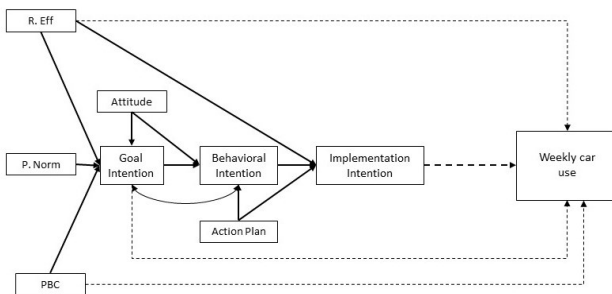 R. Eff
Attitude
P. Norm
Goal
Intention
Behavioral
Intention
Implementation
Intention
Weekly car
use
Action Plan
PBC